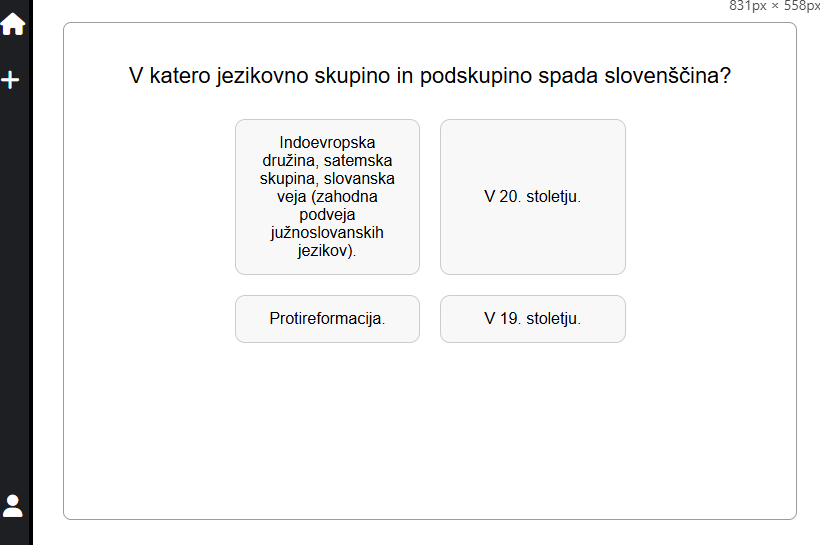 831px × 558px
V katero jezikovno skupino in podskupino spada slovenščina?
Indoevropska
družina, satemska
skupina, slovanska
veja (zahodna
podveja
južnoslovanskih
jezikov).
V 20. stoletju.
Protireformacija.
V 19. stoletju.